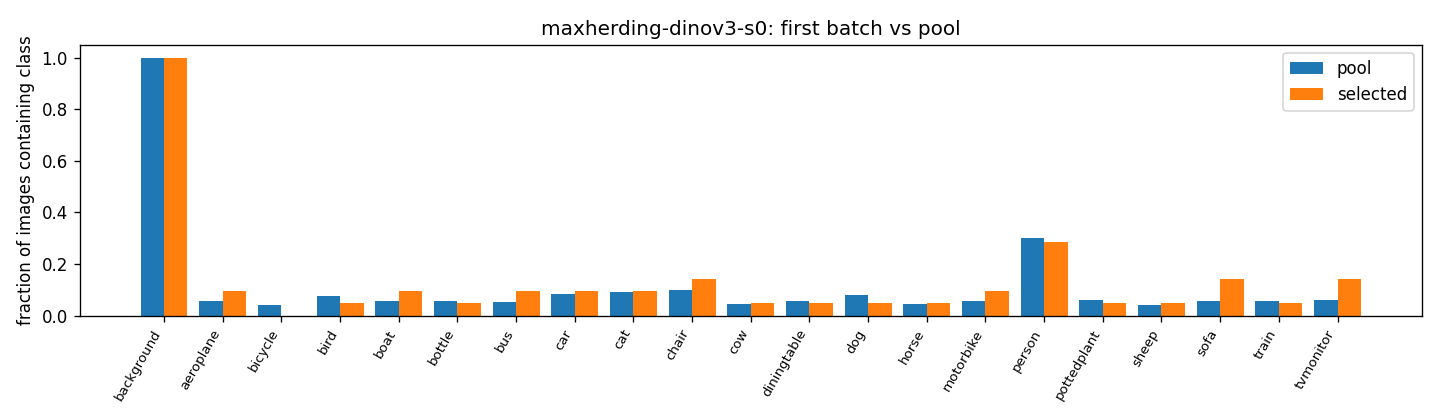 maxherding-dinov3-s0: first batch vs pool
fraction of images containing class
1.0
0.8
0.6
0.4
0.2
0.0
pool
selected
background
aeroplane
bicycle
bird
boat
bottle
bus
car
cat
chair
cow
diningtable
dog
horse
motorbike
person
pottedplant
sheep
sofa
train
tvmonitor